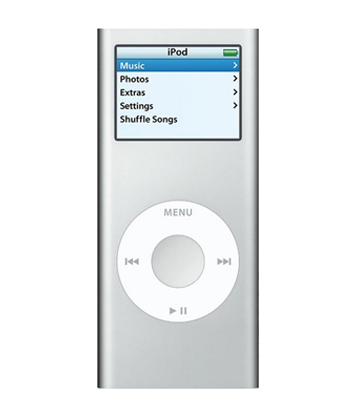 iPod
Music
Photos
Extras
Settings
Shuffle Songs
MENU